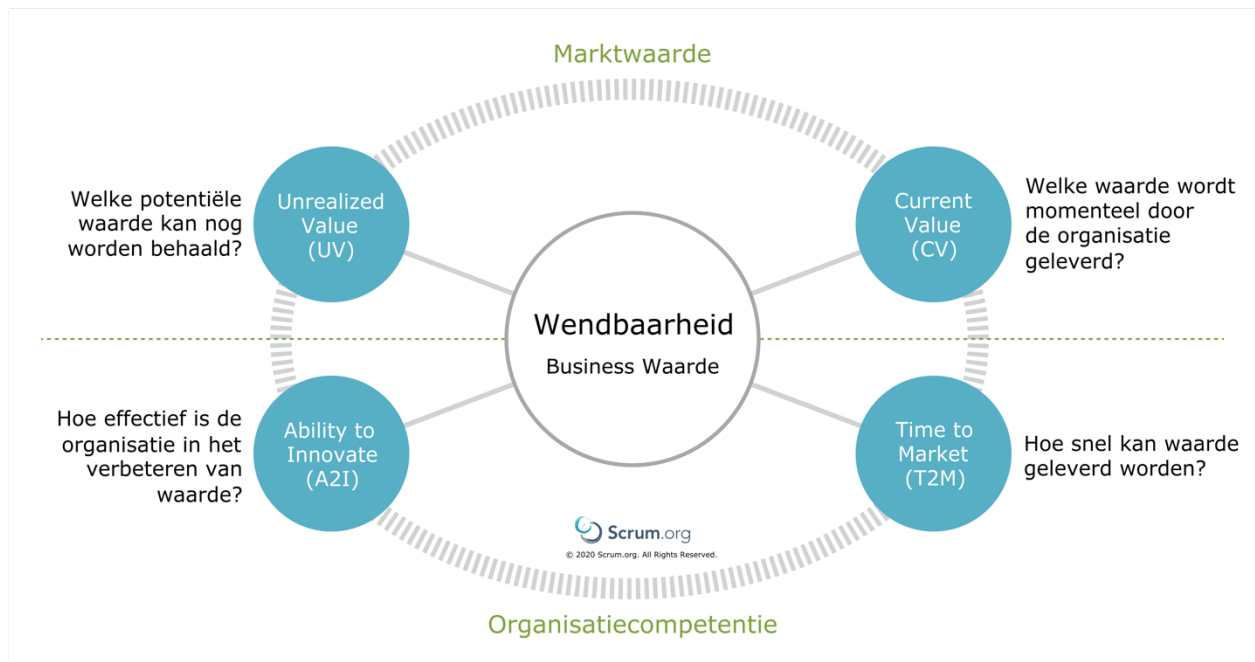 Marktwaarde
Welke potentiële
waarde kan nog
worden behaald?
Unrealized
Value
(UV)
Current
Value
(CV)
Welke waarde wordt
momenteel door
de organisatie
geleverd?
Wendbaarheid
Business Waarde
Hoe effectief is de
organisatie in het
verbeteren van
waarde?
Ability to
Innovate
(A2I)
Time to
Market
(T2M)
Hoe snel kan waarde
geleverd worden?
Scrum.org
© 2020 Scrum.org. All Rights Reserved.
Organisatiecompetentie